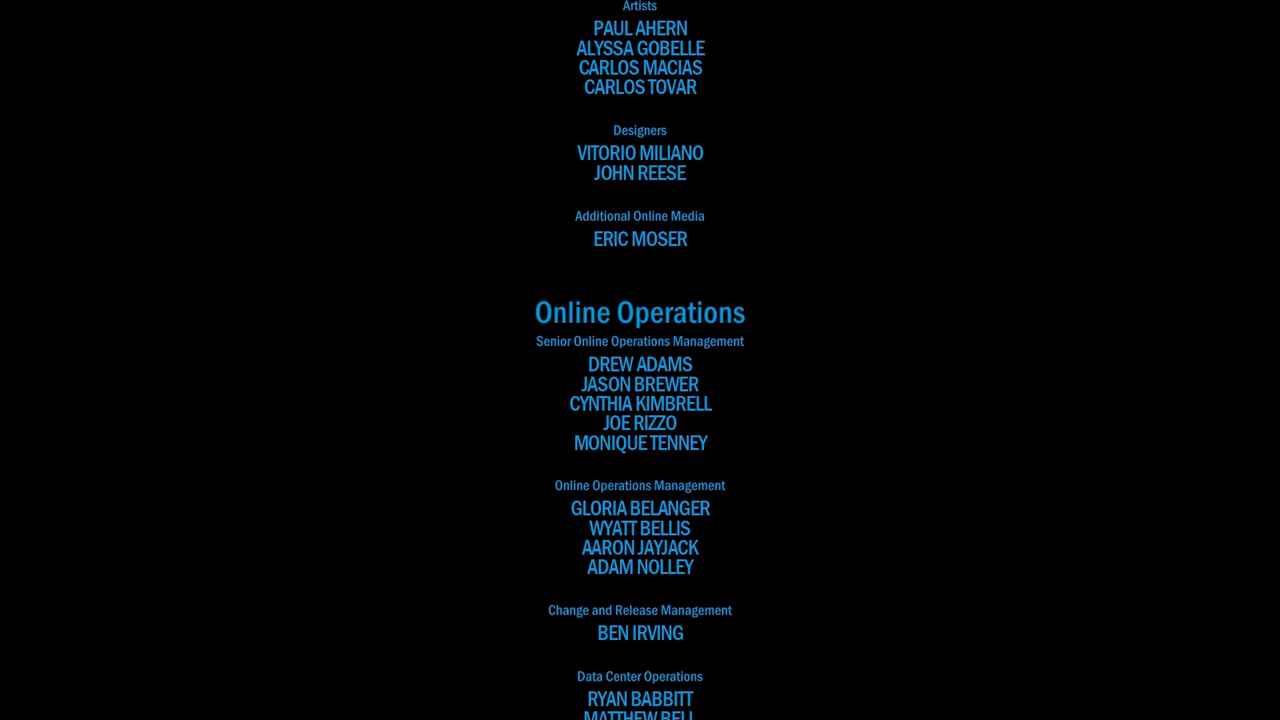 Artists
PAUL AHERN
ALYSSA GOBELLE
CARLOS MACIAS
CARLOS TOVAR
Designers
VITORIO MILIANO
JOHN REESE
Additional Online Media
ERIC MOSER
Online Operations
Senior Online Operations Management
DREW ADAMS
JASON BREWER
CYNTHIA KIMBRELL
JOE RIZZO
MONIQUE TENNEY
Online Operations Management
GLORIA BELANGER
WYATT BELLIS
AARON JAYJACK
ADAM NOLLEY
Change and Release Management
BEN IRVING
Data Center Operations
RYAN BABBITT
MATTHEW BELL